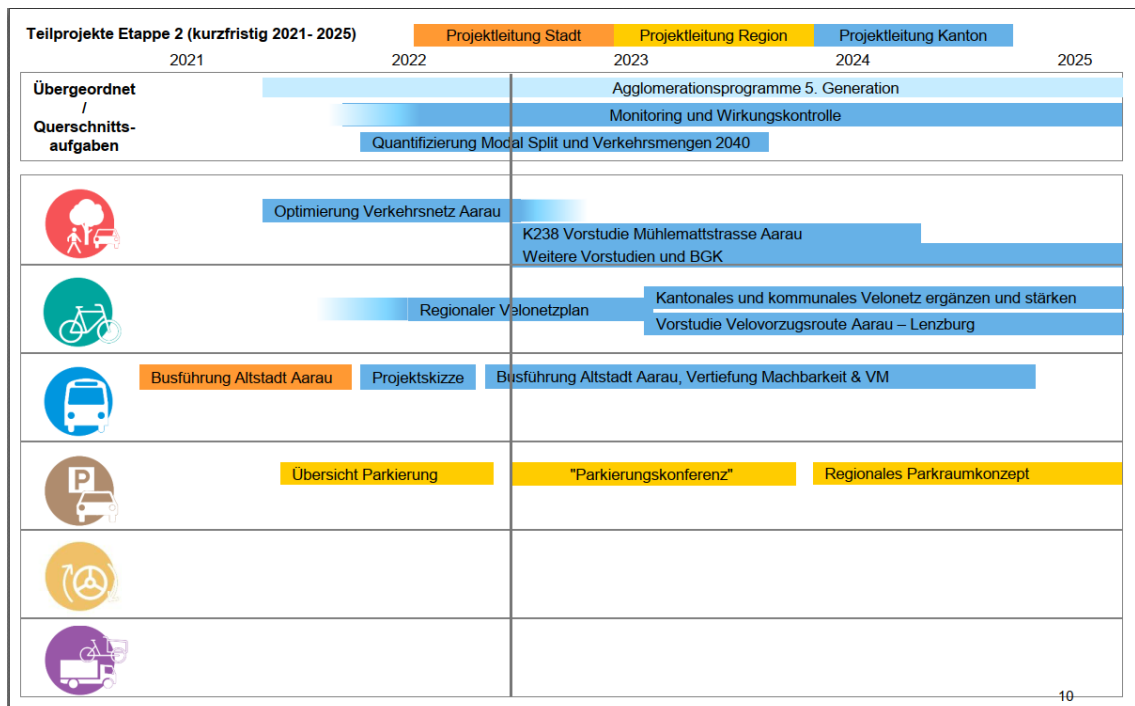 Teilprojekte Etappe 2 (kurzfristig 2021- 2025)
Projektleitung Stadt
Projektleitung Region
Projektleitung Kanton
2021
2022
2023
2024
2025
Übergeordnet
/
Querschnitts-
aufgaben
Agglomerationsprogramme 5. Generation
Monitoring und Wirkungskontrolle
Quantifizierung Modal Split und Verkehrsmengen 2040
Optimierung Verkehrsnetz Aarau
K238 Vorstudie Mühlemattstrasse Aarau
Weitere Vorstudien und BGK
Regionaler Velonetzplan
Kantonales und kommunales Velonetz ergänzen und stärken
Vorstudie Velovorzugsroute Aarau – Lenzburg
Busführung Altstadt Aarau
Projektskizze
Busführung Altstadt Aarau, Vertiefung Machbarkeit & VM
P
Übersicht Parkierung
"Parkierungskonferenz"
Regionales Parkraumkonzept
10